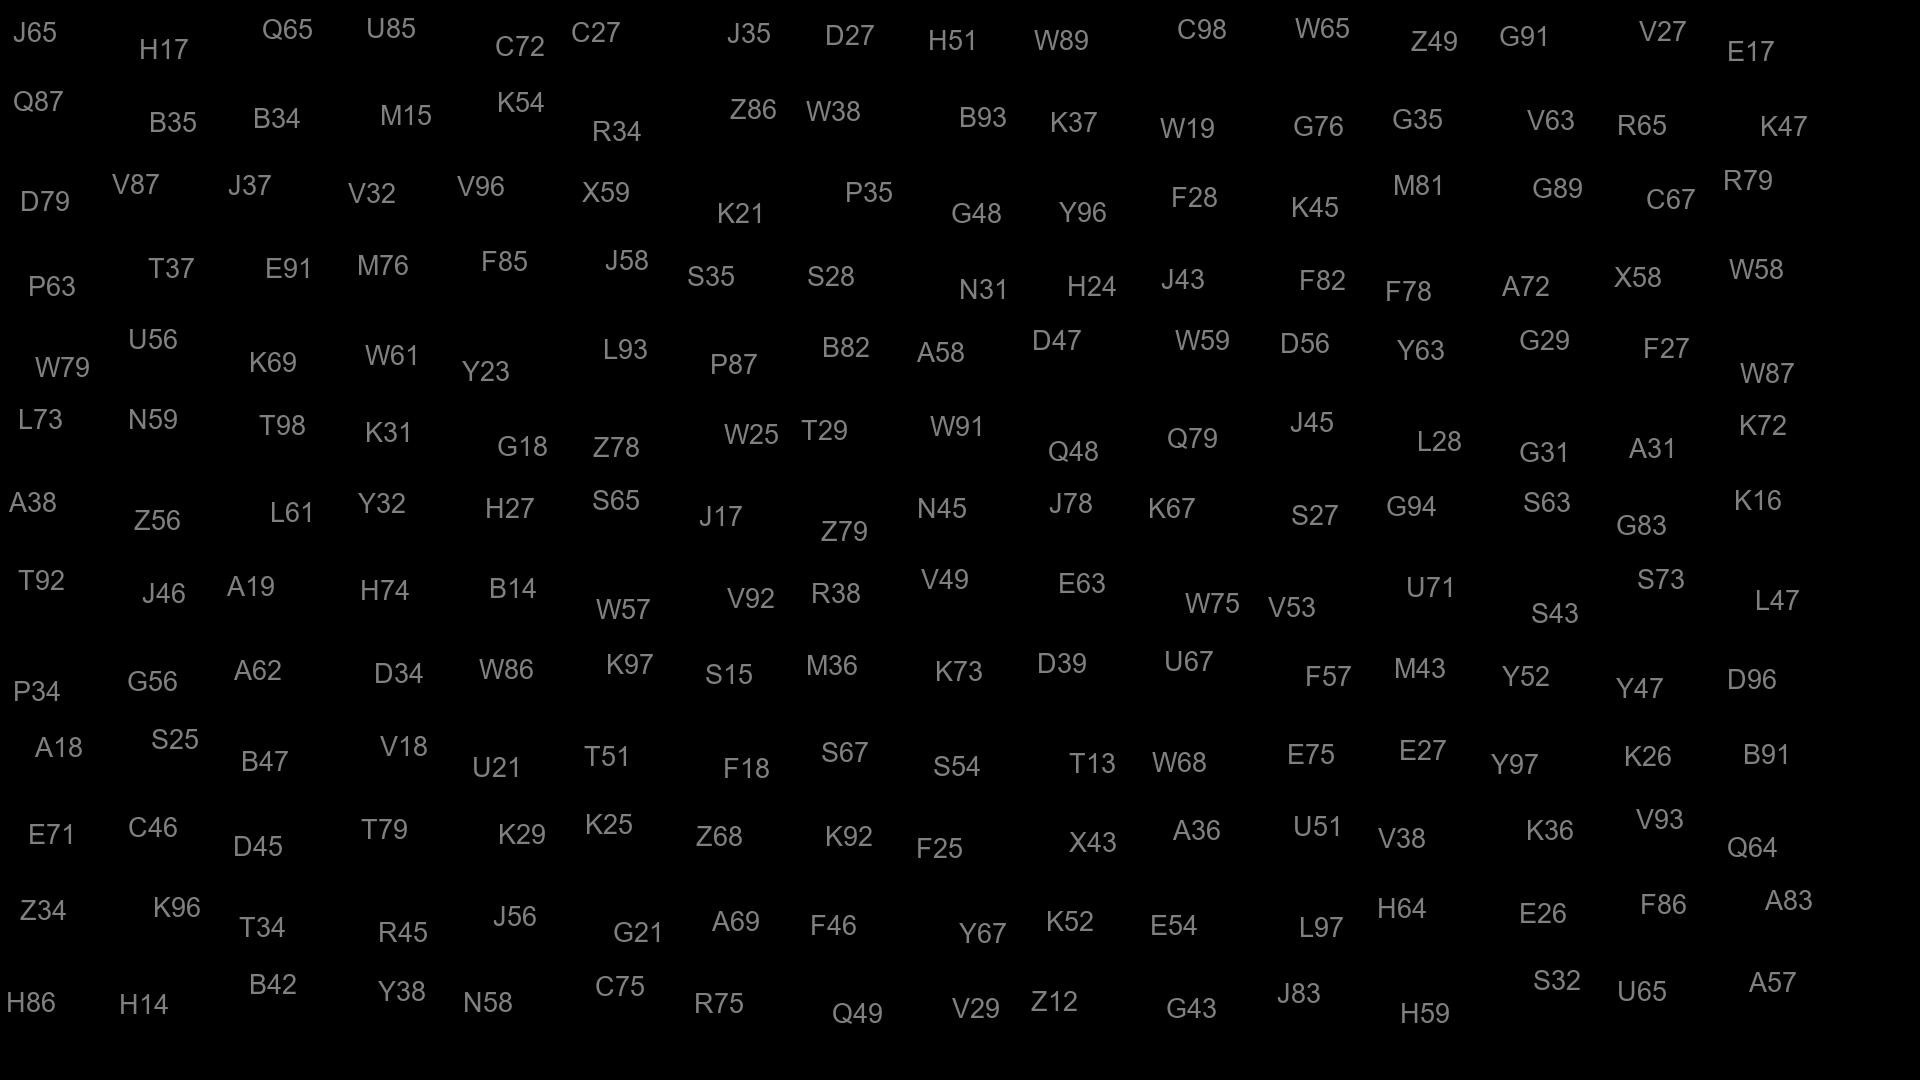 J65 H17 Q65 U85 C72 C27 J35 D27 H51 W89 C98 W65 Z49 G91 V27 E17
Q87 B35 B34 M15 K54 R34 Z86 W38 B93 K37 W19 G76 G35 V63 R65 K47
D79 V87 J37 V32 V96 X59 K21 P35 G48 Y96 F28 K45 M81 G89 C67 R79
P63 T37 E91 M76 F85 J58 S35 S28 N31 H24 J43 F82 F78 A72 X58 W58
W79 U56 K69 W61 Y23 L93 P87 B82 A58 D47 W59 D56 Y63 G29 F27 W87
L73 N59 T98 K31 G18 Z78 W25 T29 W91 Q48 Q79 J45 L28 G31 A31 K72
A38 Z56 L61 Y32 H27 S65 J17 Z79 N45 J78 K67 S27 G94 S63 G83 K16
T92 J46 A19 H74 B14 W57 V92 R38 V49 E63 W75 V53 U71 S43 S73 L47
P34 G56 A62 D34 W86 K97 S15 M36 K73 D39 U67 F57 M43 Y52 Y47 D96
A18 S25 B47 V18 U21 T51 F18 S67 S54 T13 W68 E75 E27 Y97 K26 B91
E71 C46 D45 T79 K29 K25 Z68 K92 F25 X43 A36 U51 V38 K36 V93 Q64
Z34 K96 T34 R45 J56 G21 A69 F46 Y67 K52 E54 L97 H64 E26 F86 A83
H86 H14 B42 Y38 N58 C75 R75 Q49 V29 Z12 G43 J83 H59 S32 U65 A57